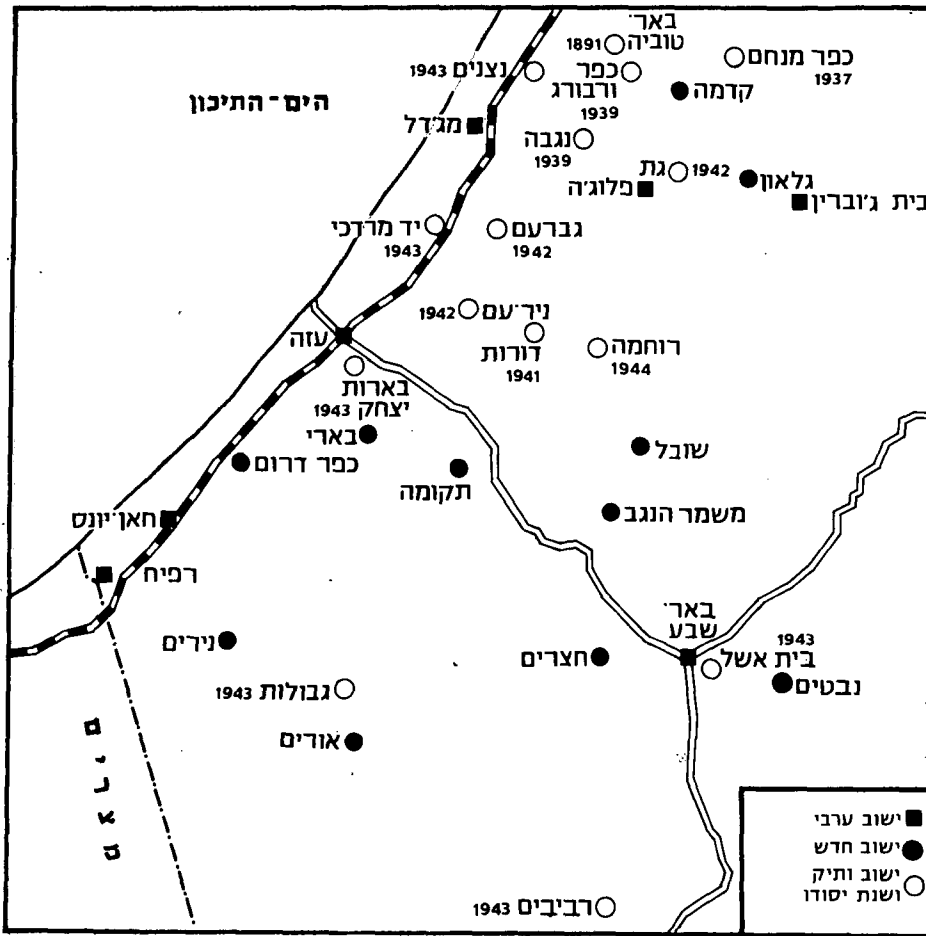 באר־
טוביה
1891
כפר מנחם
1937
נצנים 1943
כפר
ורבורג
1939
קדמה
הים-התיכון
מג׳דל
נגבה
1939
גת
1942
גלאון
פלוג׳ה
בית ג׳וברין
יד מרדכי
1943
גברעם
1942
ניר־עם
1942
עזה
דורות
1941
רוחמה
1944
בארות
יצחק 1943
בארי
שובל
כפר דרום
תקומה
משמר הנגב
חאן־יונס
רפיח
באר־
שבע
1943
בית אשל
נירים
חצרים
נבטים
גבולות 1943
אורים
מצרים
ישוב ערבי
ישוב חדש
ישוב ותיק
ושנת יסודו
רביבים 1943